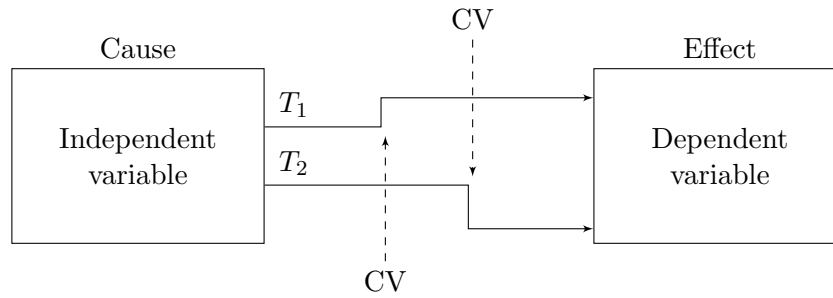 CV
Cause
Effect
T1
Independent
variable
T2
Dependent
variable
CV